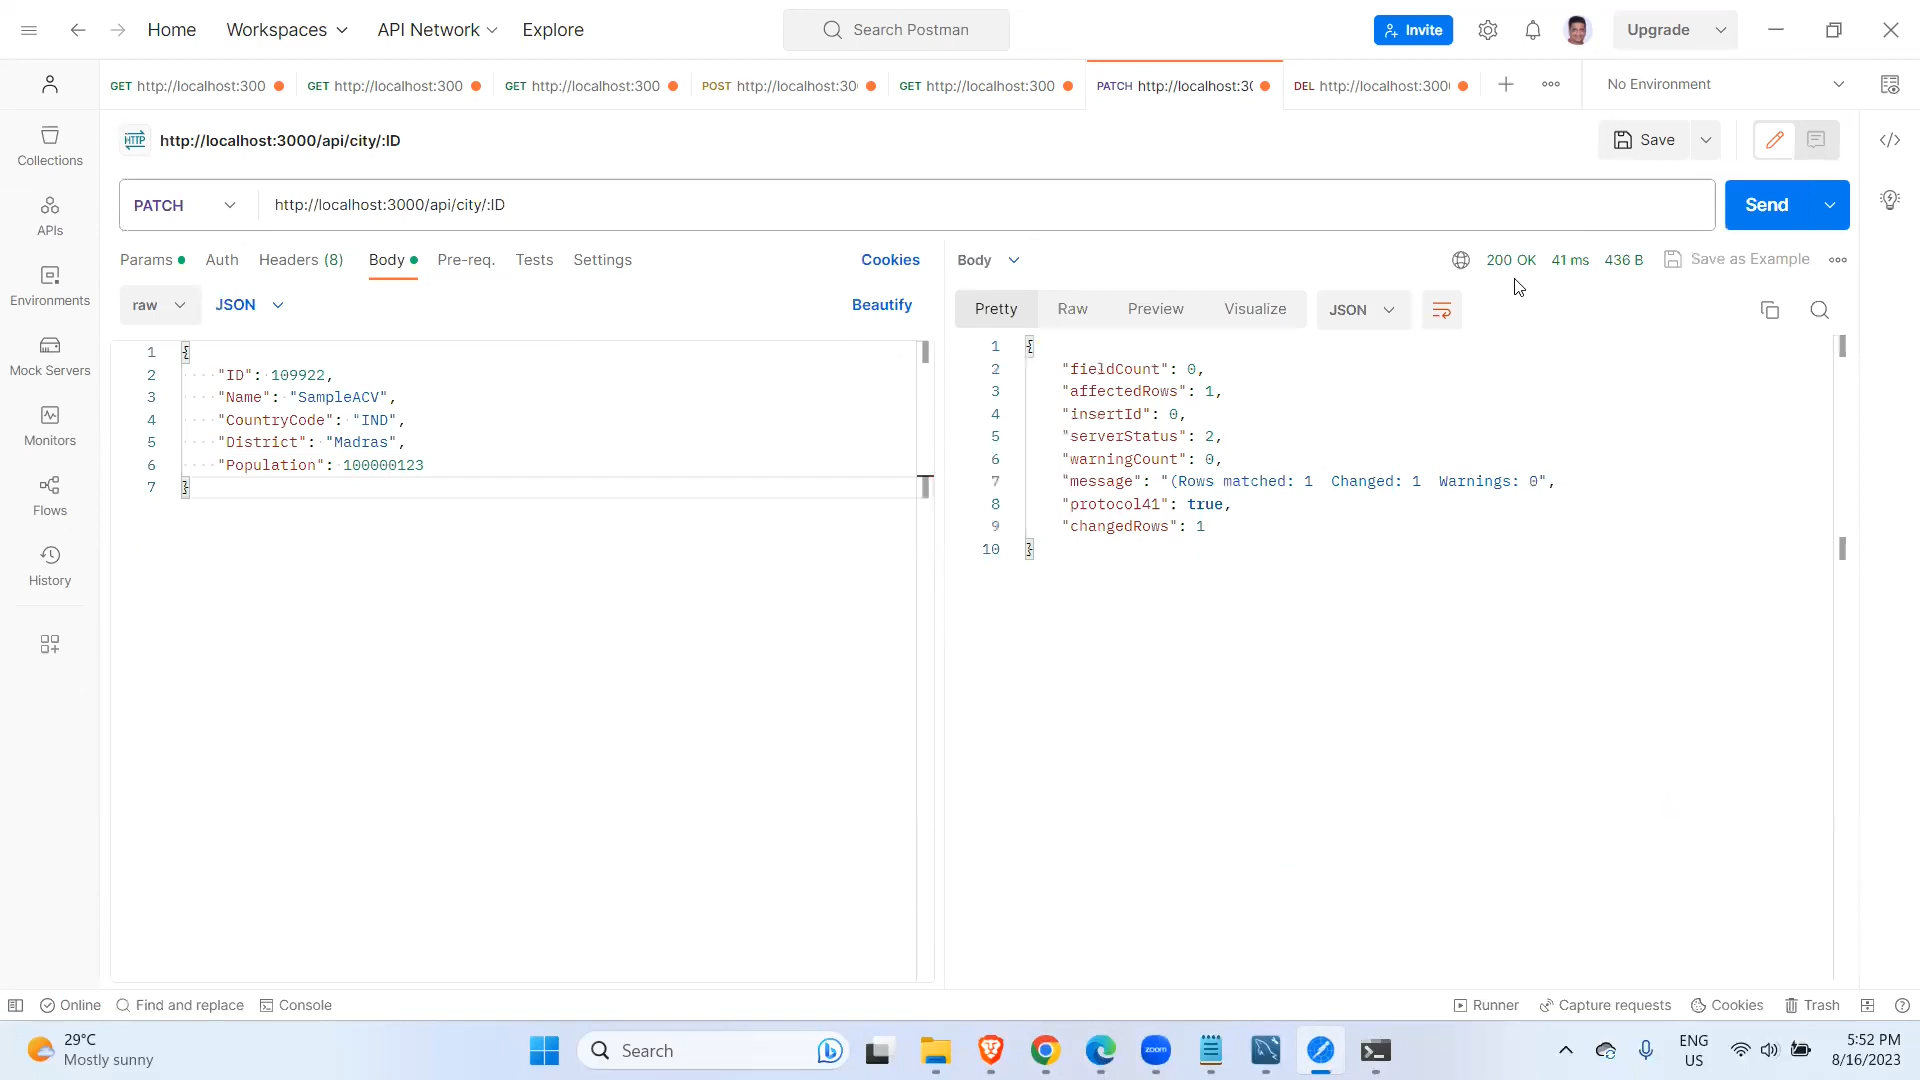 Home
Workspaces
API Network
Explore
Search Postman
Invite
Upgrade
GET http://localhost:300
GET http://localhost:300
GET http://localhost:300
POST http://localhost:30
GET http://localhost:300
PATCH http://localhost:30
DEL http://localhost:300
No Environment
Collections
APIs
Environments
Mock Servers
Monitors
Flows
History
HTTP http://localhost:3000/api/city/:ID
Save
PATCH http://localhost:3000/api/city/:ID
Send
Params
Auth
Headers (8)
Body
Pre-req.
Tests
Settings
Cookies
raw
JSON
Beautify
1 {
2 "ID": 109922,
3 "Name": "SampleACV",
4 "CountryCode": "IND",
5 "District": "Madras",
6 "Population": 100000123
7 }
Body
200 OK 41 ms 436 B
Save as Example
Pretty
Raw
Preview
Visualize
JSON
1 {
2 "fieldCount": 0,
3 "affectedRows": 1,
4 "insertId": 0,
5 "serverStatus": 2,
6 "warningCount": 0,
7 "message": "(Rows matched: 1 Changed: 1 Warnings: 0",
8 "protocol41": true,
9 "changedRows": 1
10 }
Online
Find and replace
Console
Runner
Capture requests
Cookies
Trash
29°C
Mostly sunny
Search
zoom
ENG
US
5:52 PM
8/16/2023